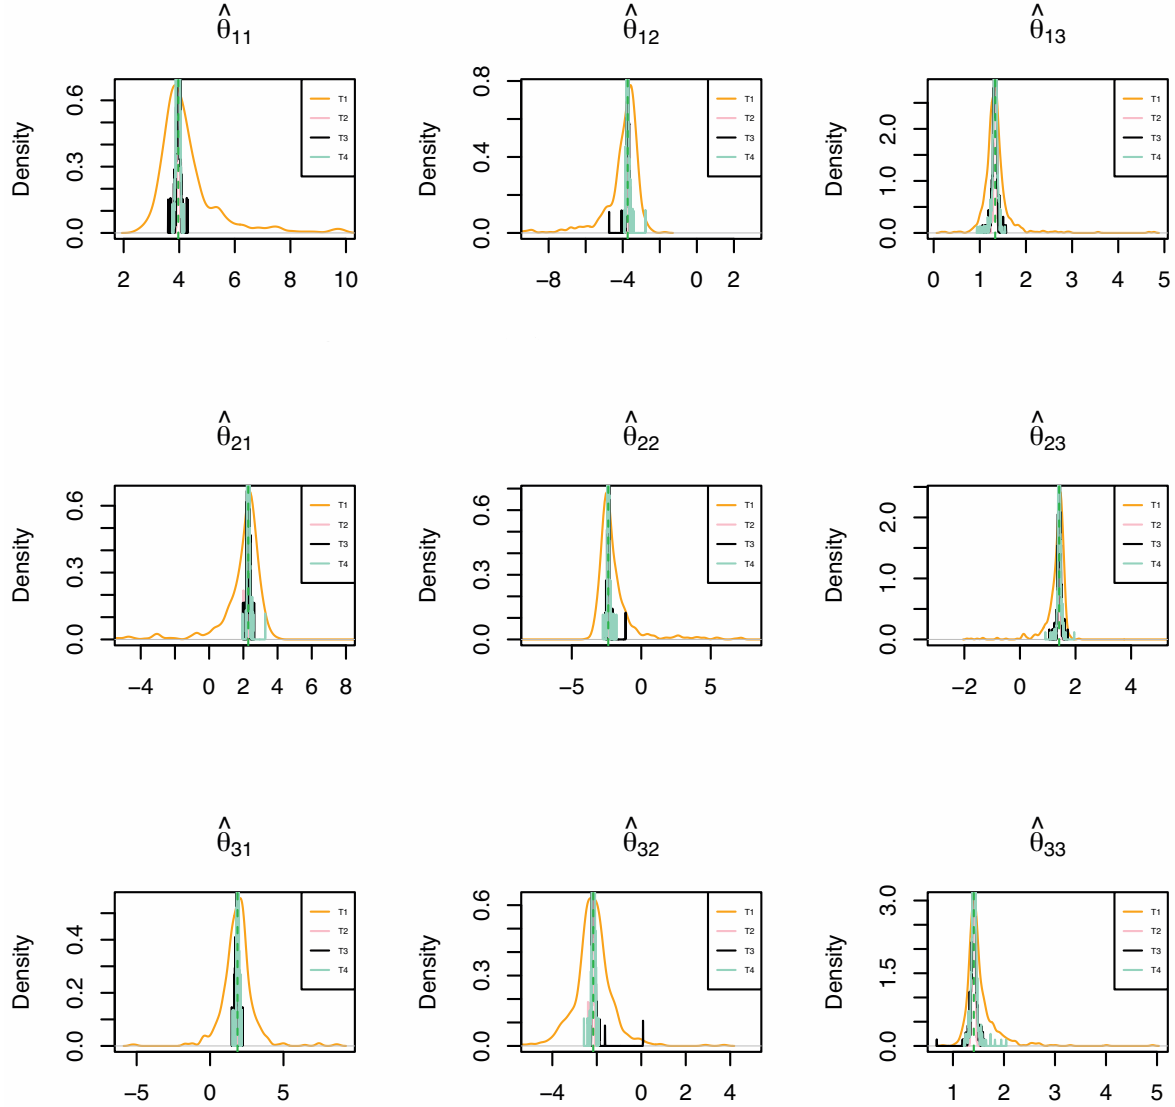 θ̂11 θ̂12 θ̂13
Density 0.0 0.3 0.6 T1 T2 T3 T4 2 4 6 8 10
Density 0.0 0.4 0.8 T1 T2 T3 T4 −8 −4 0 2
Density 0.0 1.0 2.0 T1 T2 T3 T4 0 1 2 3 4 5
θ̂21 θ̂22 θ̂23
Density 0.0 0.3 0.6 T1 T2 T3 T4 −4 0 2 4 6 8
Density 0.0 0.3 0.6 T1 T2 T3 T4 −5 0 5
Density 0.0 1.0 2.0 T1 T2 T3 T4 −2 0 2 4
θ̂31 θ̂32 θ̂33
Density 0.0 0.2 0.4 T1 T2 T3 T4 −5 0 5
Density 0.0 0.3 0.6 T1 T2 T3 T4 −4 0 2 4
Density 0.0 1.5 3.0 T1 T2 T3 T4 1 2 3 4 5